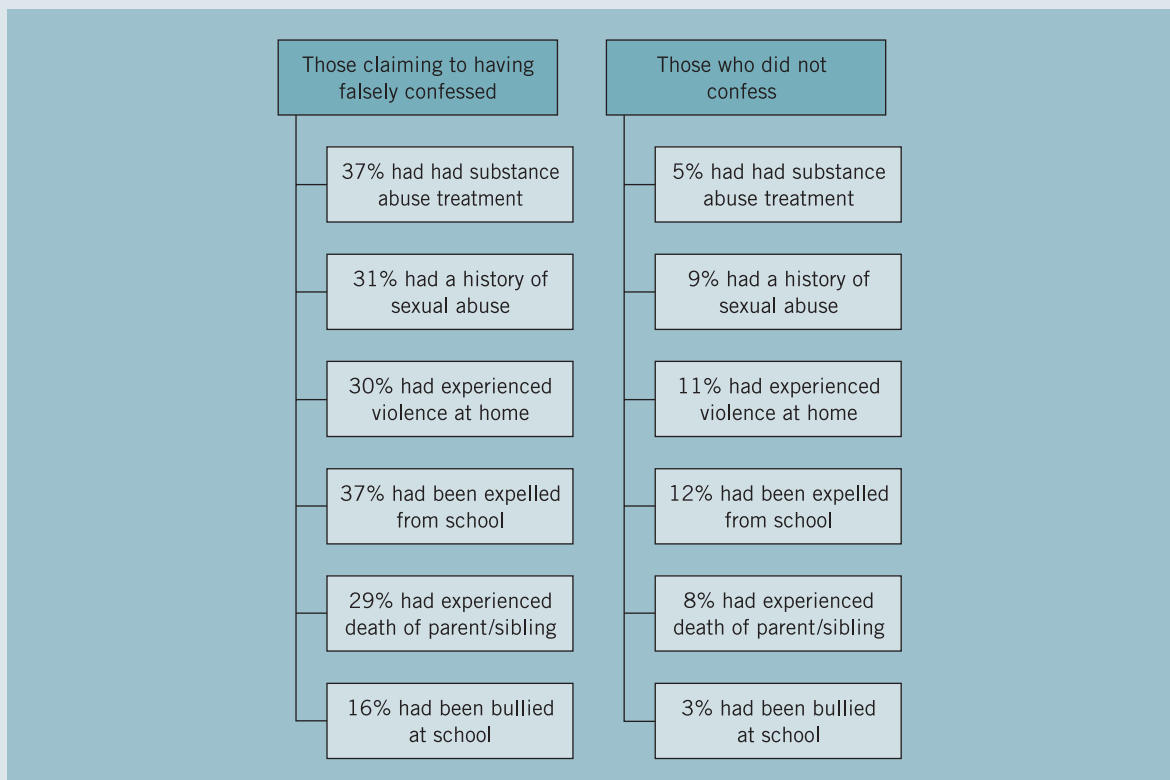 Those claiming to having
falsely confessed
37% had had substance
abuse treatment
31% had a history of
sexual abuse
30% had experienced
violence at home
37% had been expelled
from school
29% had experienced
death of parent/sibling
16% had been bullied
at school
Those who did not
confess
5% had had substance
abuse treatment
9% had a history of
sexual abuse
11% had experienced
violence at home
12% had been expelled
from school
8% had experienced
death of parent/sibling
3% had been bullied
at school